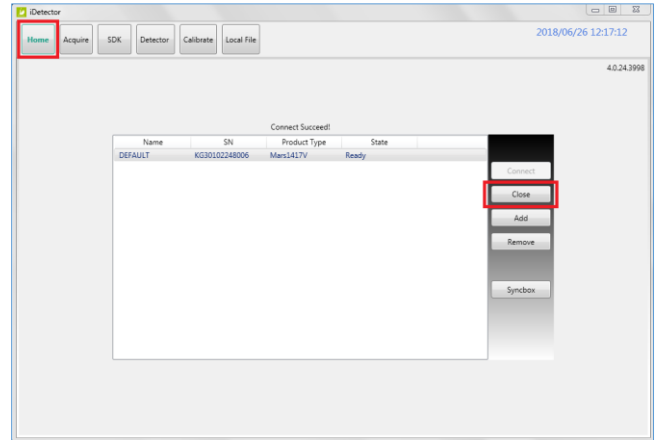 iDetector
Home Acquire SDK Detector Calibrate Local File
2018/06/26 12:17:12
4.0.24.3998
Connect Succeed!
Name SN Product Type State
DEFAULT KG30102248006 Mars1417V Ready
Connect
Close
Add
Remove
Syncbox